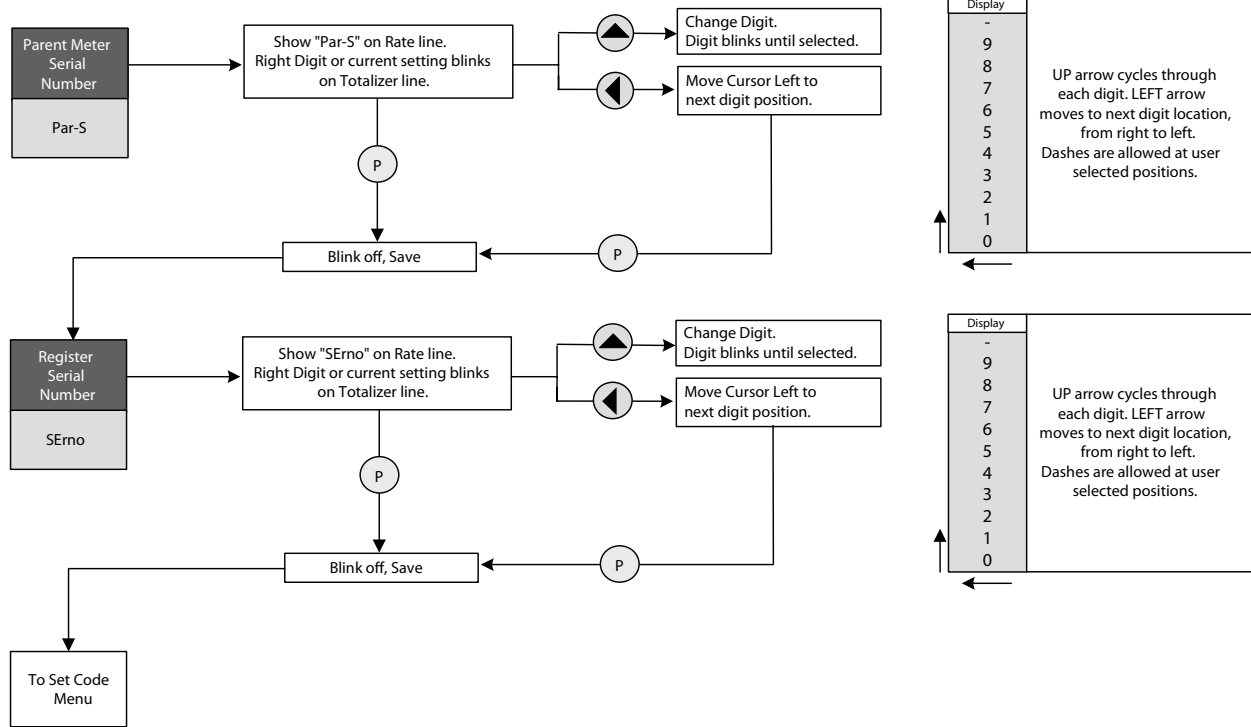 Parent Meter
Serial
Number
Par-S
Show "Par-S" on Rate line.
Right Digit or current setting blinks
on Totalizer line.
Change Digit.
Digit blinks until selected.
Move Cursor Left to
next digit position.
P
Blink off, Save
P
Display
-
9
8
7
6
5
4
3
2
1
0
UP arrow cycles through
each digit. LEFT arrow
moves to next digit location,
from right to left.
Dashes are allowed at user
selected positions.
Register
Serial
Number
SErno
Show "SErno" on Rate line.
Right Digit or current setting blinks
on Totalizer line.
Change Digit.
Digit blinks until selected.
Move Cursor Left to
next digit position.
P
Blink off, Save
P
Display
-
9
8
7
6
5
4
3
2
1
0
UP arrow cycles through
each digit. LEFT arrow
moves to next digit location,
from right to left.
Dashes are allowed at user
selected positions.
To Set Code
Menu